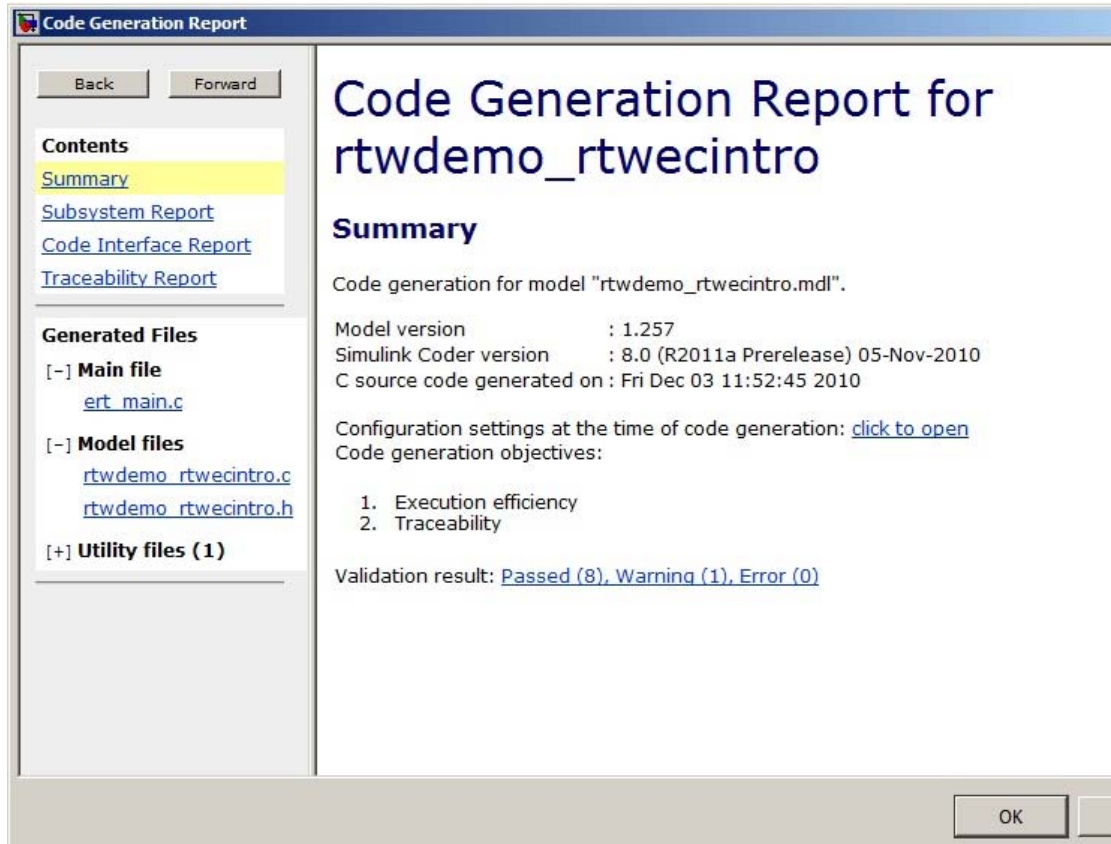 Code Generation Report
Back Forward
Contents
Summary
Subsystem Report
Code Interface Report
Traceability Report
Generated Files
[-] Main file
ert_main.c
[-] Model files
rtwdemo_rtwecintro.c
rtwdemo_rtwecintro.h
[+] Utility files (1)
Code Generation Report for
rtwdemo_rtwecintro
Summary
Code generation for model "rtwdemo_rtwecintro.mdl".
Model version : 1.257
Simulink Coder version : 8.0 (R2011a Prerelease) 05-Nov-2010
C source code generated on : Fri Dec 03 11:52:45 2010
Configuration settings at the time of code generation: click to open
Code generation objectives:
1. Execution efficiency
2. Traceability
Validation result: Passed (8), Warning (1), Error (0)
OK